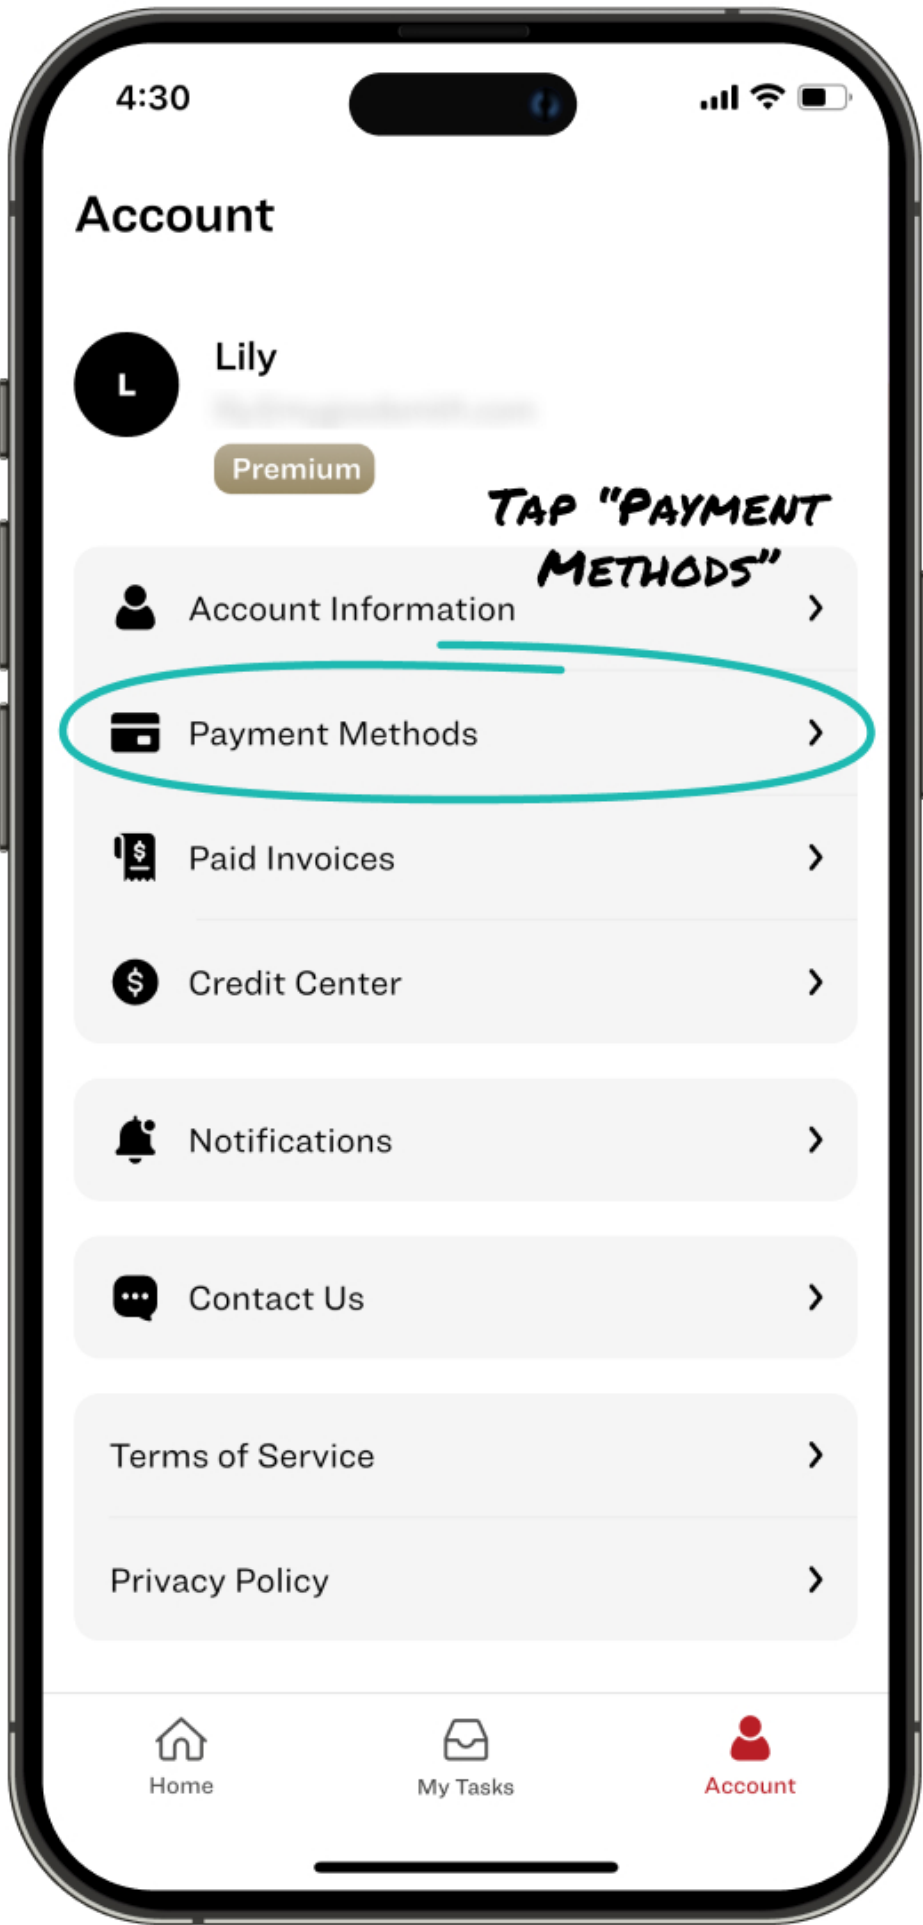 4:30
Account
L
Lily
Premium
TAP "PAYMENT
METHODS"
Account Information
Payment Methods
Paid Invoices
Credit Center
Notifications
Contact Us
Terms of Service
Privacy Policy
Home
My Tasks
Account